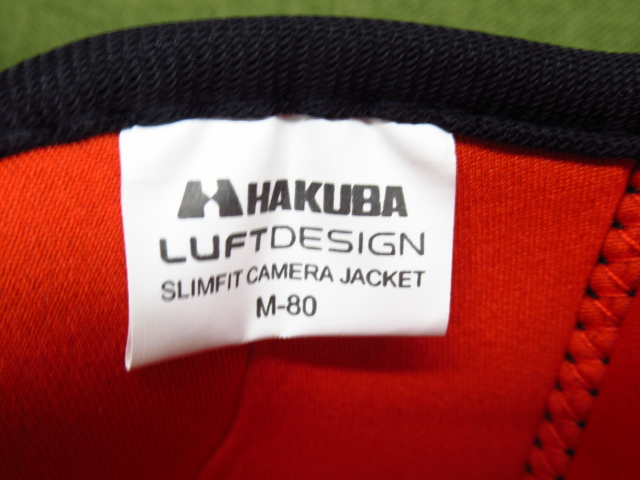 HAKUBA
LUFTDESIGN
SLIMFIT CAMERA JACKET
M-80